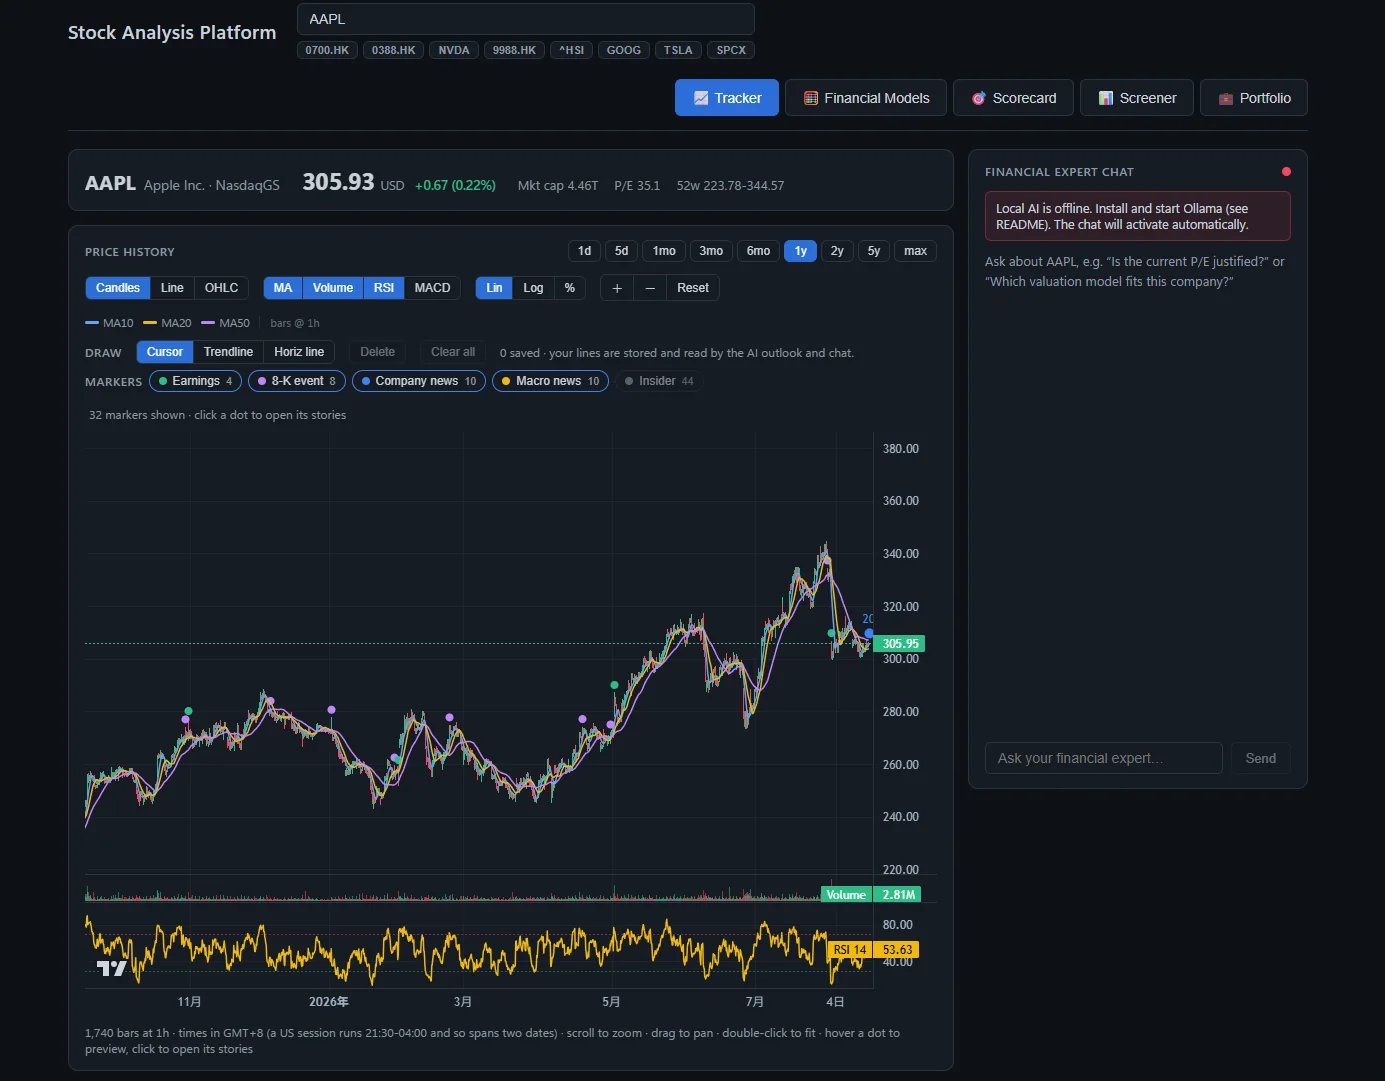 Stock Analysis Platform
AAPL
0700.HK 0388.HK NVDA 9988.HK ^HSI GOOG TSLA SPCX
Tracker Financial Models Scorecard Screener Portfolio
AAPL Apple Inc. · NasdaqGS 305.93 USD +0.67 (0.22%) Mkt cap 4.46T P/E 35.1 52w 223.78-344.57
PRICE HISTORY 1d 5d 1mo 3mo 6mo 1y 2y 5y max
Candles Line OHLC MA Volume RSI MACD Lin Log % + − Reset
MA10 MA20 MA50 bars @ 1h
DRAW Cursor Trendline Horiz line Delete Clear all 0 saved · your lines are stored and read by the AI outlook and chat.
MARKERS Earnings 4 8-K event 8 Company news 10 Macro news 10 Insider 44
32 markers shown · click a dot to open its stories
380.00
360.00
340.00
320.00
20
305.95
300.00
280.00
260.00
240.00
220.00
Volume 2.81M
80.00
RSI 14 53.63
40.00
11月 2026年 3月 5月 7月 4日
1,740 bars at 1h · times in GMT+8 (a US session runs 21:30-04:00 and so spans two dates) · scroll to zoom · drag to pan · double-click to fit · hover a dot to
preview, click to open its stories
FINANCIAL EXPERT CHAT
Local AI is offline. Install and start Ollama (see
README). The chat will activate automatically.
Ask about AAPL, e.g. “Is the current P/E justified?” or
“Which valuation model fits this company?”
Ask your financial expert… Send